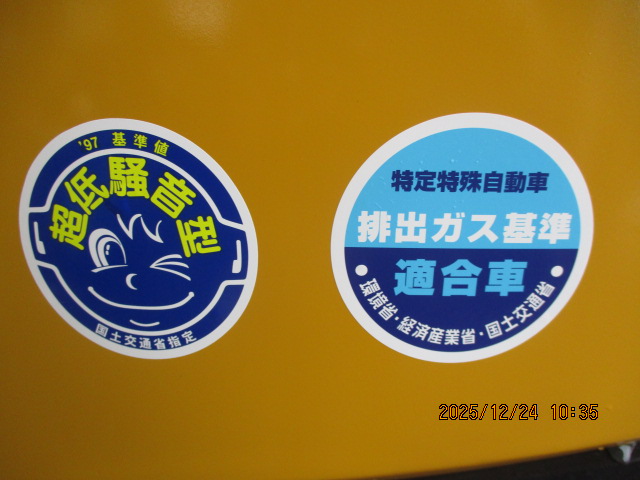 '97 基準値
超低騒音型
国土交通省指定
特定特殊自動車
排出ガス基準
適合車
環境省・経済産業省・国土交通省
2025/12/24 10:35